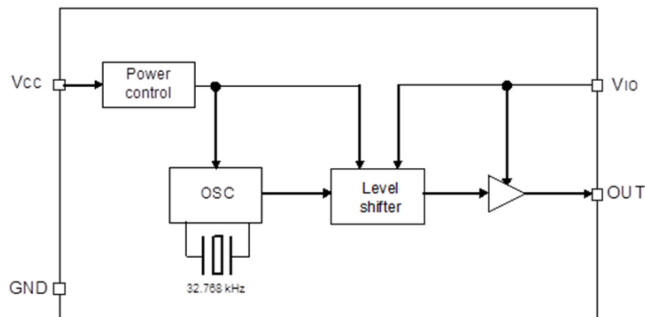 Power
control
VCC
VIO
OSC
Level
shifter
OUT
GND
32.768 kHz